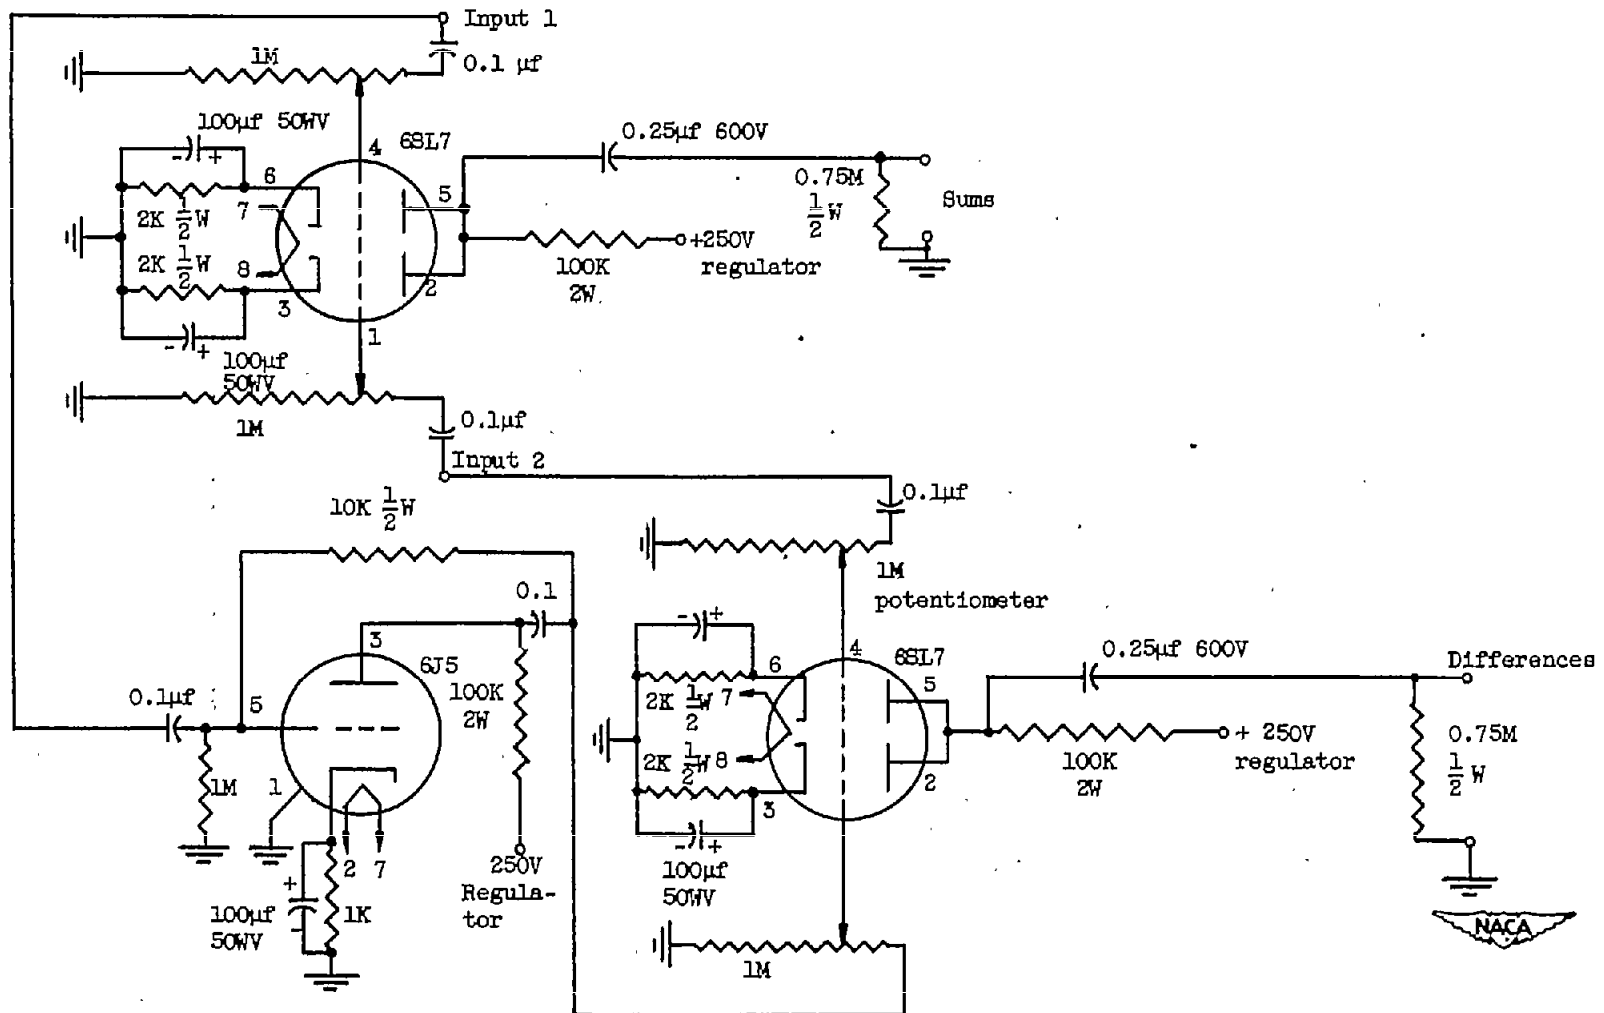 Input 1
1M
0.1 µf
100µf 50WV
- +
4
6SL7
0.25µf 600V
6
2K 1/2 W
7
5
0.75M
1/2 W
Sums
+250V
regulator
2K 1/2 W
8
100K
2W
3
2
1
- +
100µf
50WV
1M
0.1µf
Input 2
0.1µf
10K 1/2 W
1M
potentiometer
0.1
3
6J5
- +
4
6SL7
0.25µf 600V
Differences
0.1µf
5
100K
2W
6
2K 1/2 W 7
5
+ 250V
regulator
0.75M
1/2 W
2K 1/2 W 8
100K
2W
1M
1
3
2
2 7
250V
Regula-
tor
- +
100µf
50WV
+
-
100µf
50WV
1K
1M
NACA